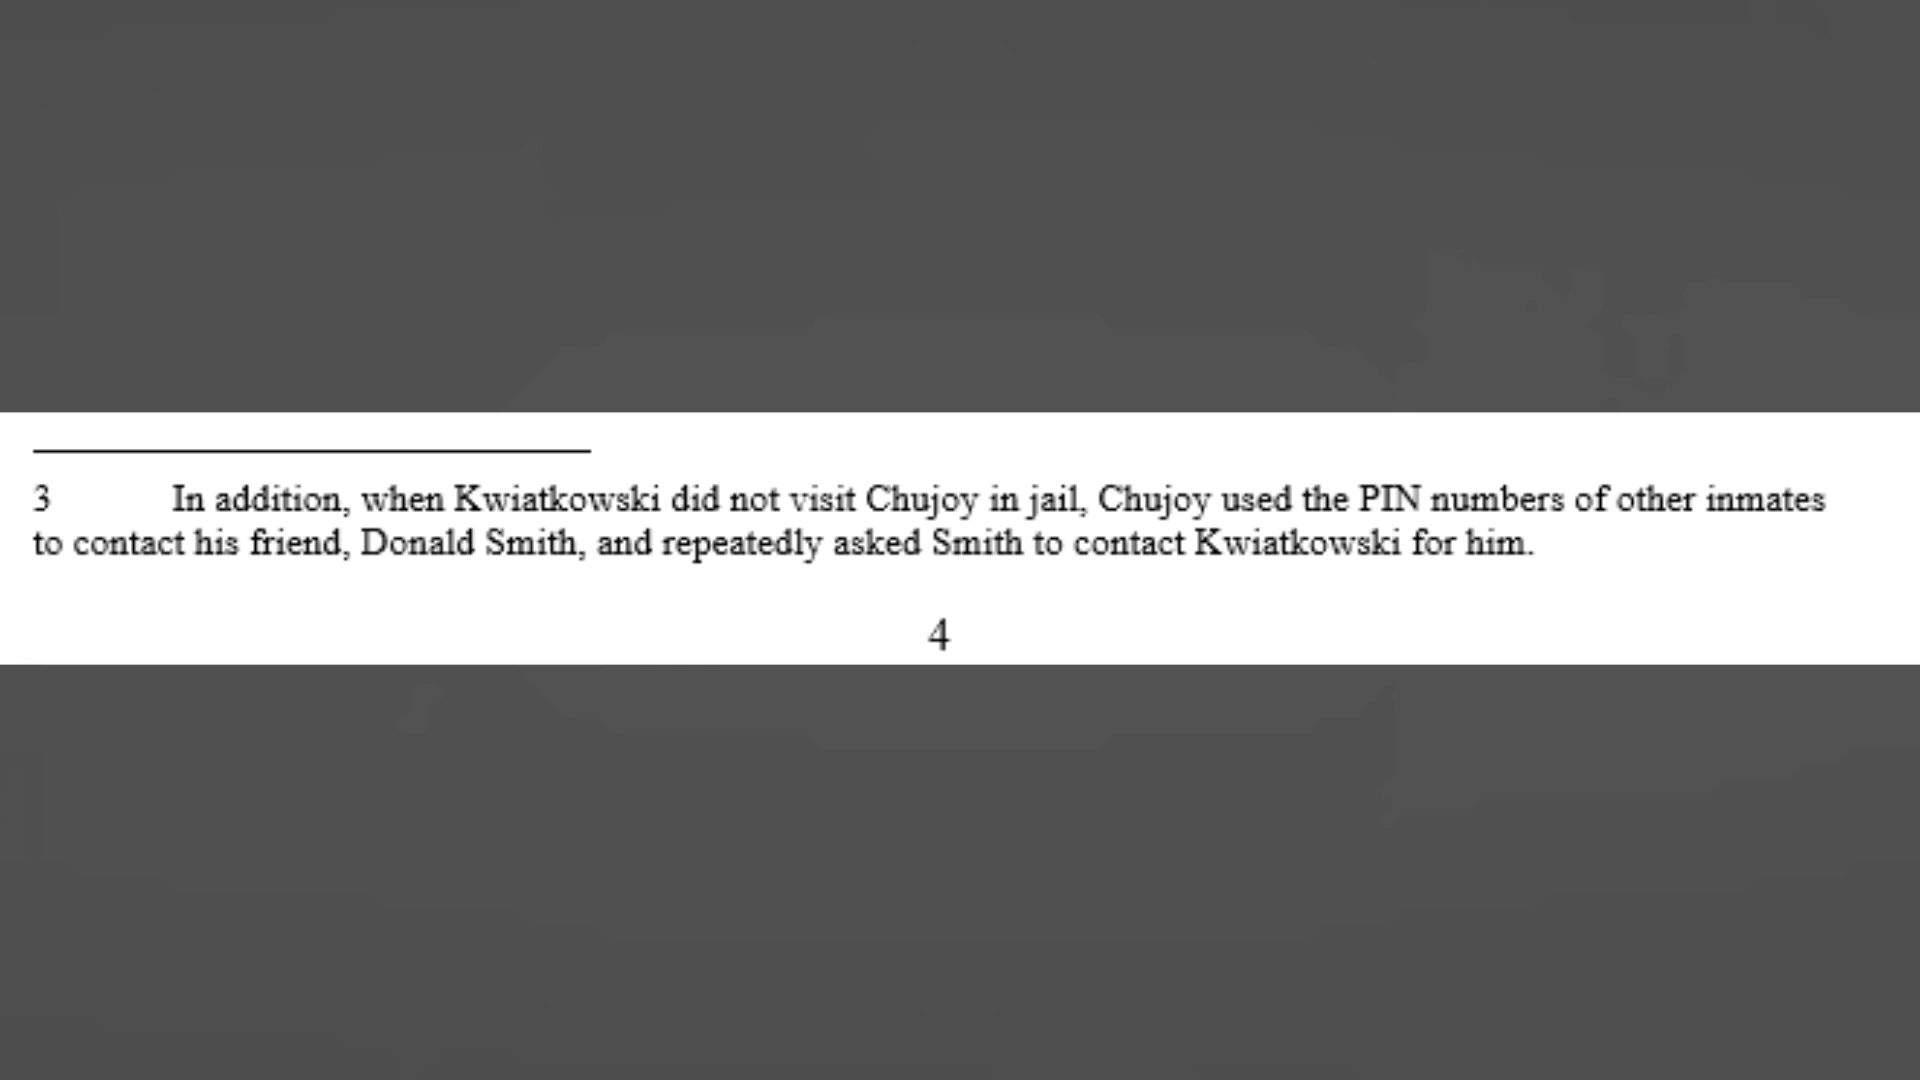 3 In addition, when Kwiatkowski did not visit Chujoy in jail, Chujoy used the PIN numbers of other inmates
to contact his friend, Donald Smith, and repeatedly asked Smith to contact Kwiatkowski for him.
4